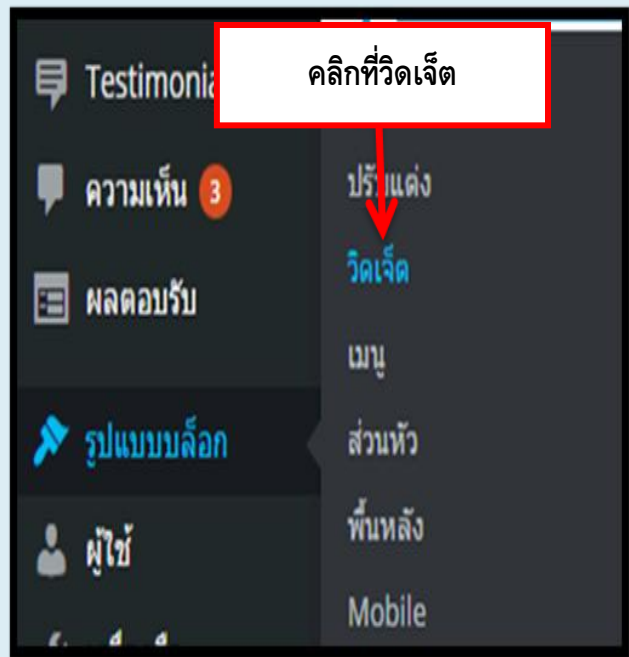 คลิกที่วิดเจ็ต
ความเห็น 3
ผลตอบรับ
รูปแบบบล็อก
ผู้ใช้
ปรับแต่ง
วิดเจ็ต
เมนู
ส่วนหัว
พื้นหลัง
Mobile